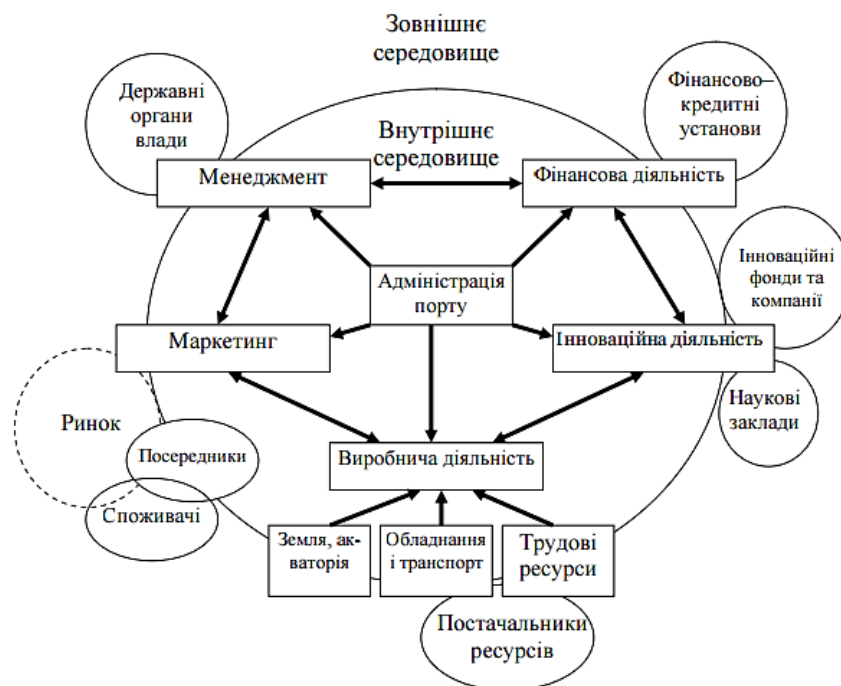 Зовнішнє
середовище
Державні
органи
влади
Фінансово–
кредитні
установи
Внутрішнє
середовище
Менеджмент
Фінансова діяльність
Адміністрація
порту
Інноваційні
фонди та
компанії
Маркетинг
Інноваційна діяльність
Наукові
заклади
Ринок
Посередники
Споживачі
Виробнича діяльність
Земля, ак-
ваторія
Обладнання
і транспорт
Трудові
ресурси
Постачальники
ресурсів